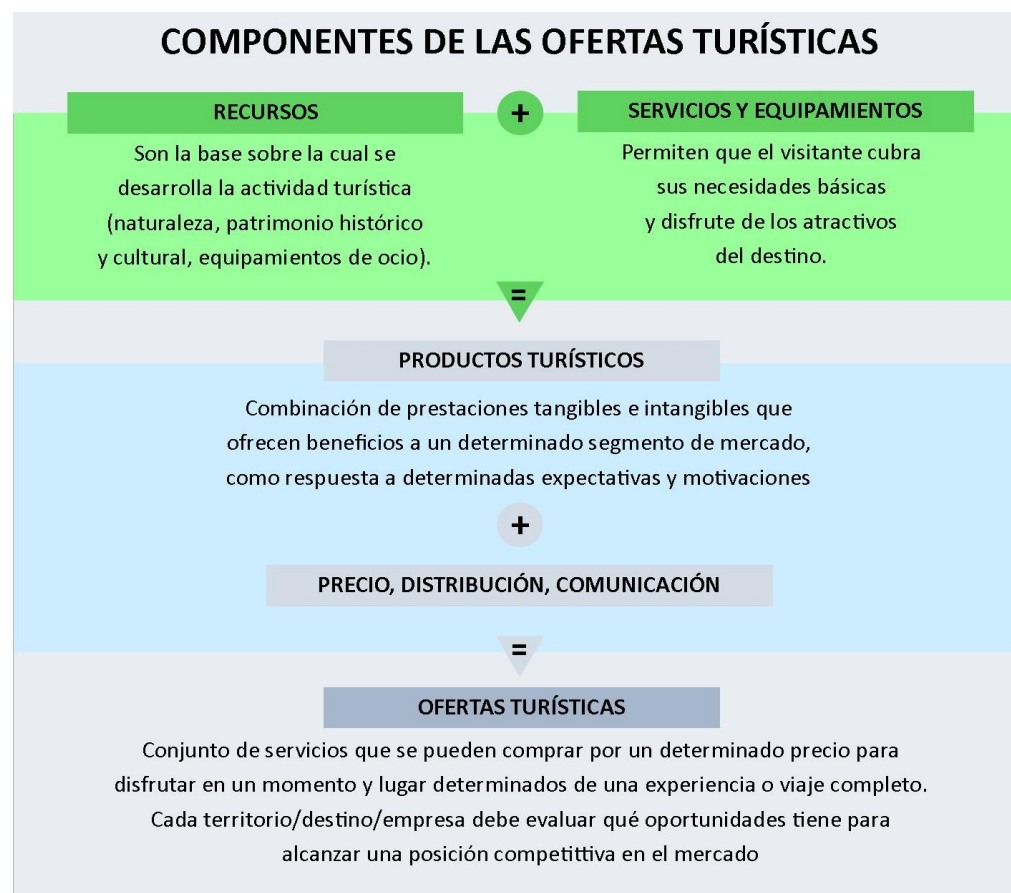 COMPONENTES DE LAS OFERTAS TURÍSTICAS
RECURSOS
Son la base sobre la cual se
desarrolla la actividad turística
(naturaleza, patrimonio histórico
y cultural, equipamientos de ocio).
+
SERVICIOS Y EQUIPAMIENTOS
Permiten que el visitante cubra
sus necesidades básicas
y disfrute de los atractivos
del destino.
=
PRODUCTOS TURÍSTICOS
Combinación de prestaciones tangibles e intangibles que
ofrecen beneficios a un determinado segmento de mercado,
como respuesta a determinadas expectativas y motivaciones
+
PRECIO, DISTRIBUCIÓN, COMUNICACIÓN
=
OFERTAS TURÍSTICAS
Conjunto de servicios que se pueden comprar por un determinado precio para
disfrutar en un momento y lugar determinados de una experiencia o viaje completo.
Cada territorio/destino/empresa debe evaluar qué oportunidades tiene para
alcanzar una posición competittiva en el mercado